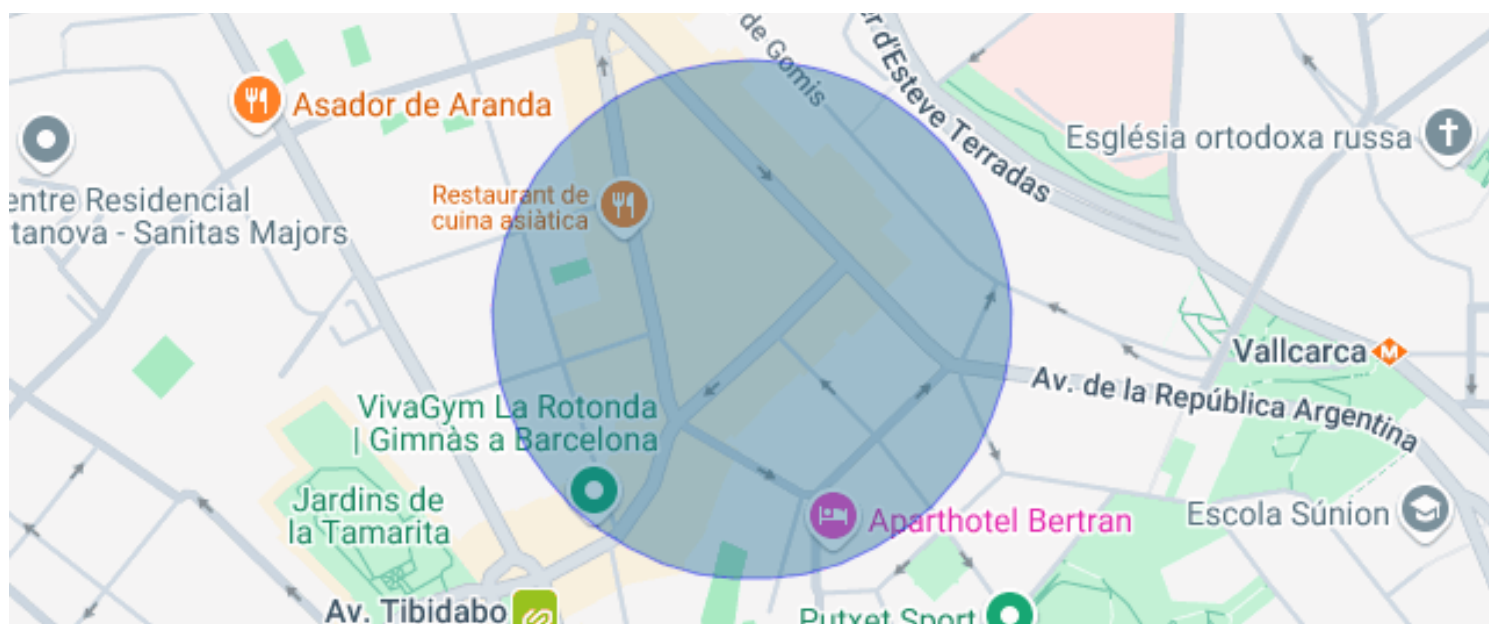 de Gomis
er d'Esteve Terradas
Asador de Aranda
Església ortodoxa russa
entre Residencial
tanova - Sanitas Majors
Restaurant de
cuina asiàtica
Vallcarca
M
Av. de la República Argentina
VivaGym La Rotonda
| Gimnàs a Barcelona
Jardins de
la Tamarita
Aparthotel Bertran
Escola Súnion
Av. Tibidabo
Putxet Sport